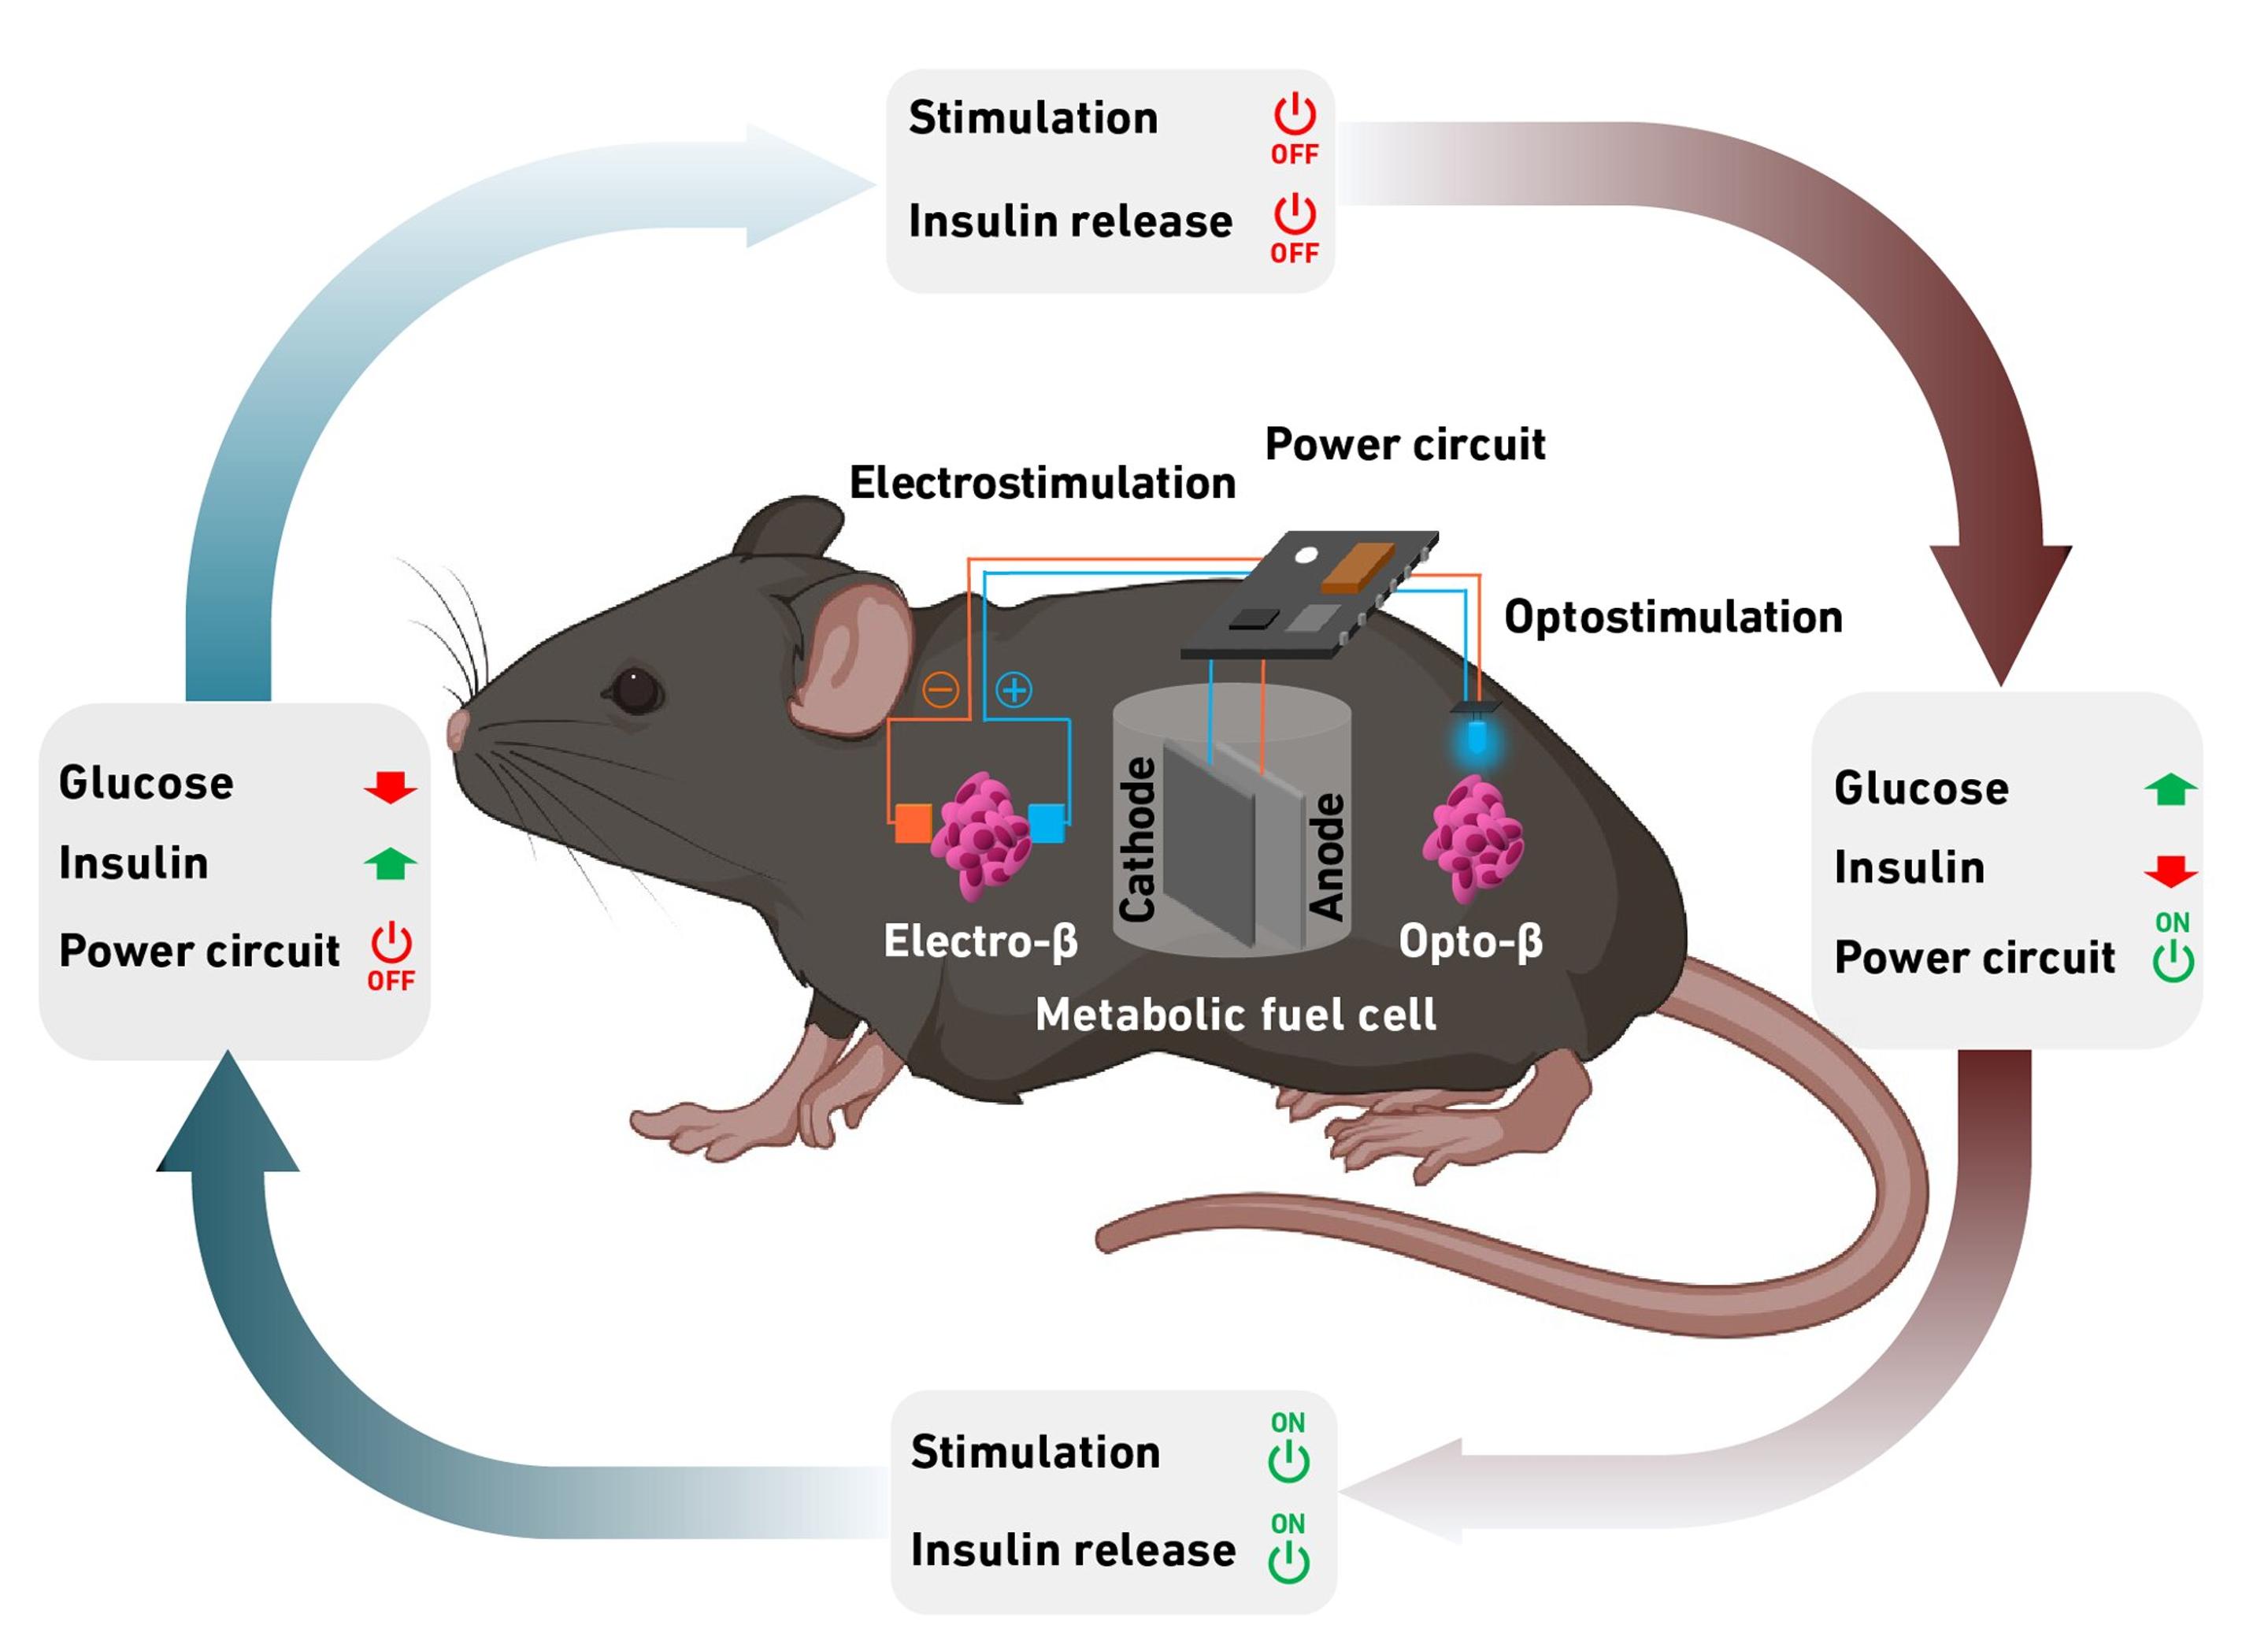 Stimulation
OFF
Insulin release
OFF
Power circuit
Electrostimulation
Optostimulation
Glucose
Insulin
Power circuit
OFF
−
+
Cathode
Anode
Electro-β
Opto-β
Metabolic fuel cell
Glucose
Insulin
ON
Power circuit
ON
Stimulation
ON
Insulin release